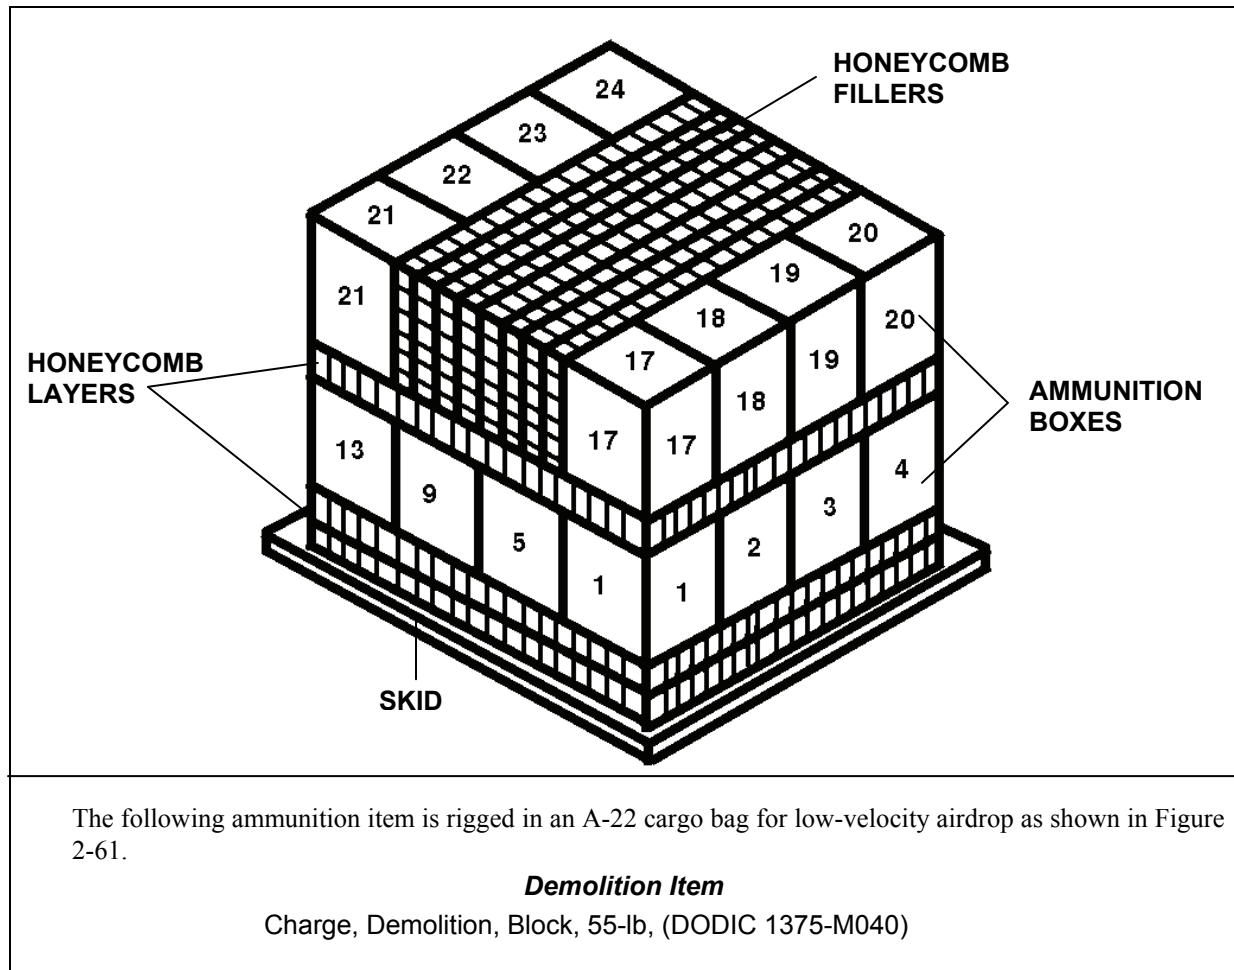 HONEYCOMB
FILLERS
24
23
22
21
20
19
18
17
21
20
19
18
17
17
HONEYCOMB
LAYERS
AMMUNITION
BOXES
13
9
5
1
1
2
3
4
SKID
The following ammunition item is rigged in an A-22 cargo bag for low-velocity airdrop as shown in Figure
2-61.
Demolition Item
Charge, Demolition, Block, 55-lb, (DODIC 1375-M040)